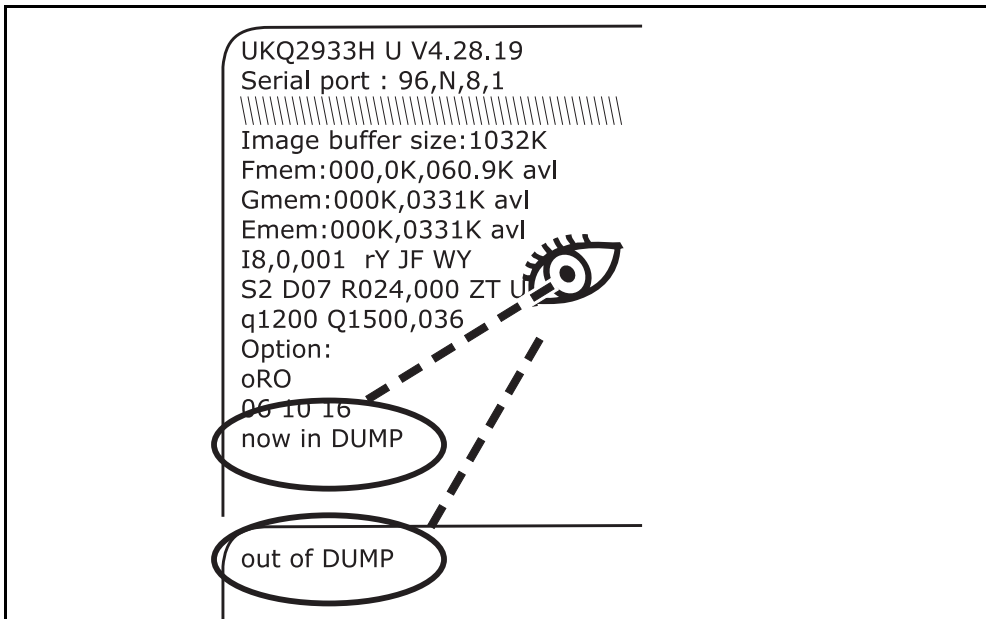 UKQ2933H U V4.28.19
Serial port : 96,N,8,1
\\\\\\\\\\\\\\\\\\\\\\\\\\\\\\\\\\\\\\\\\\\\\\\\\\\\
Image buffer size:1032K
Fmem:000,0K,060.9K avl
Gmem:000K,0331K avl
Emem:000K,0331K avl
I8,0,001 rY JF WY
S2 D07 R024,000 ZT U
q1200 Q1500,036
Option:
oRO
06 10 16
now in DUMP
out of DUMP